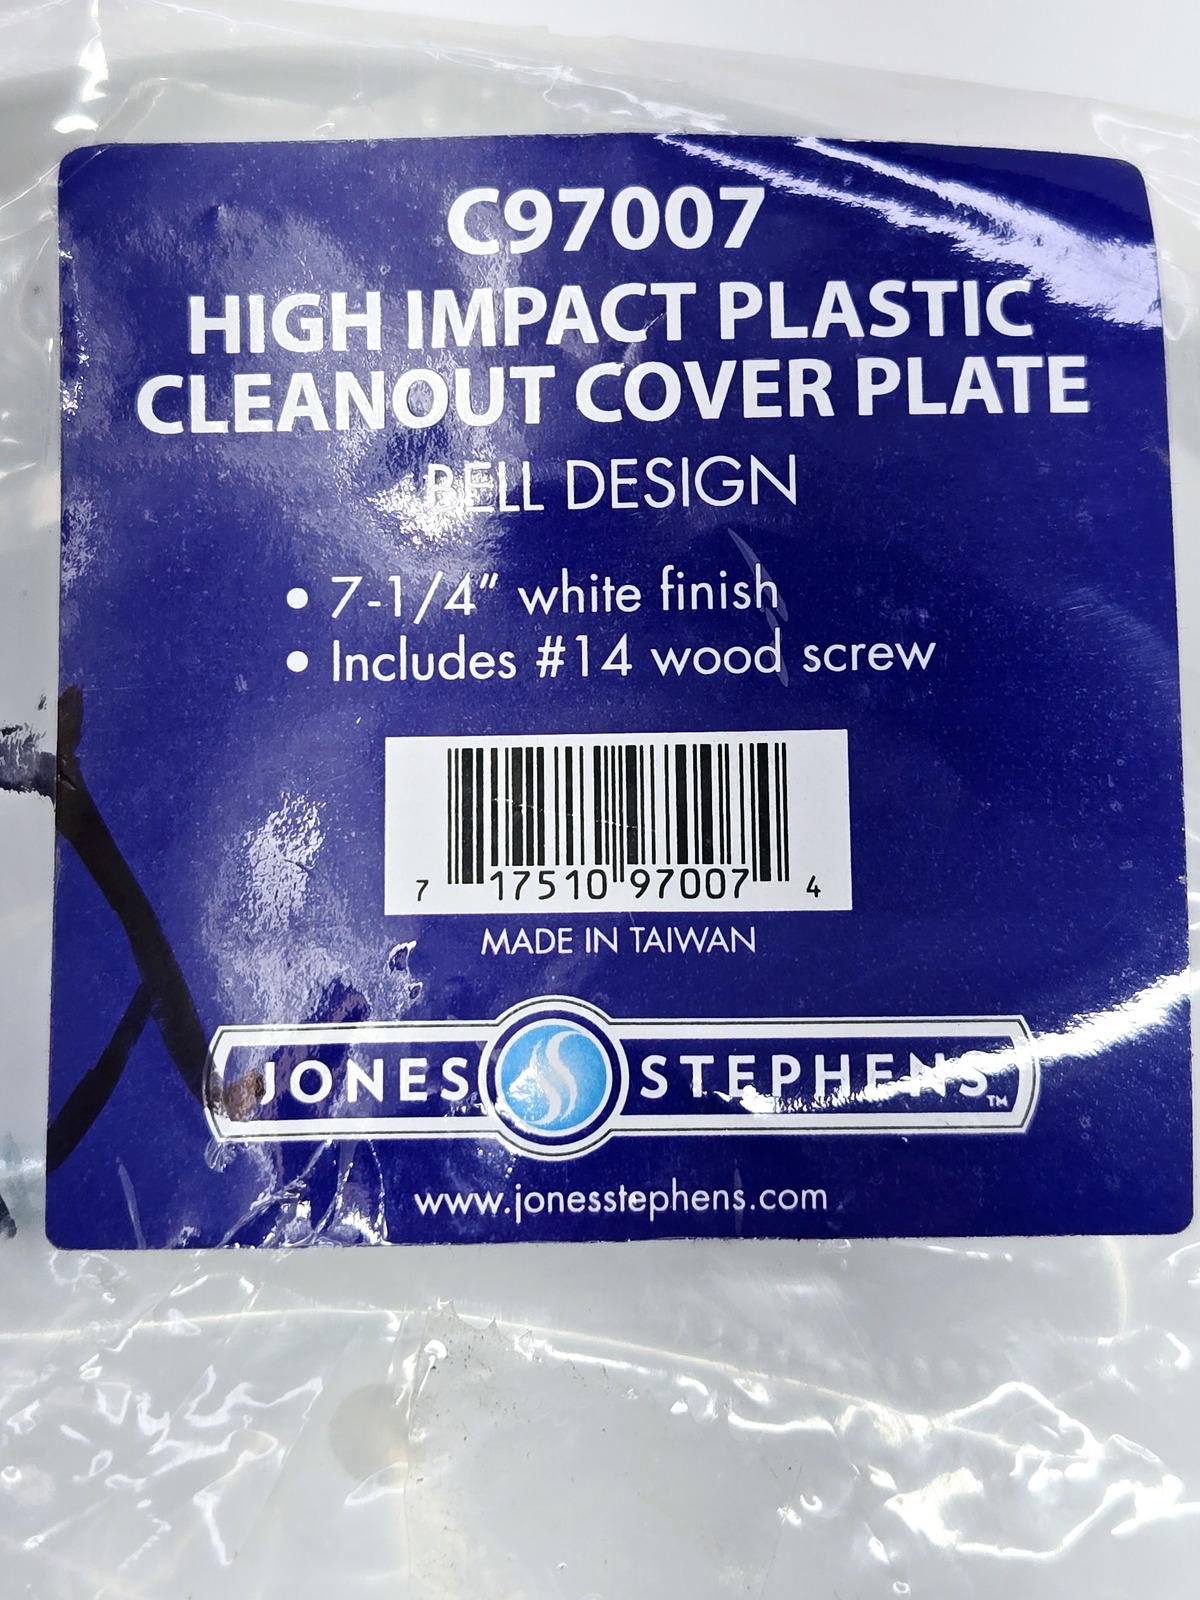 C97007
HIGH IMPACT PLASTIC
CLEANOUT COVER PLATE
BELL DESIGN
• 7-1/4" white finish
• Includes #14 wood screw
7 17510 97007 4
MADE IN TAIWAN
JONES STEPHENS™
www.jonesstephens.com